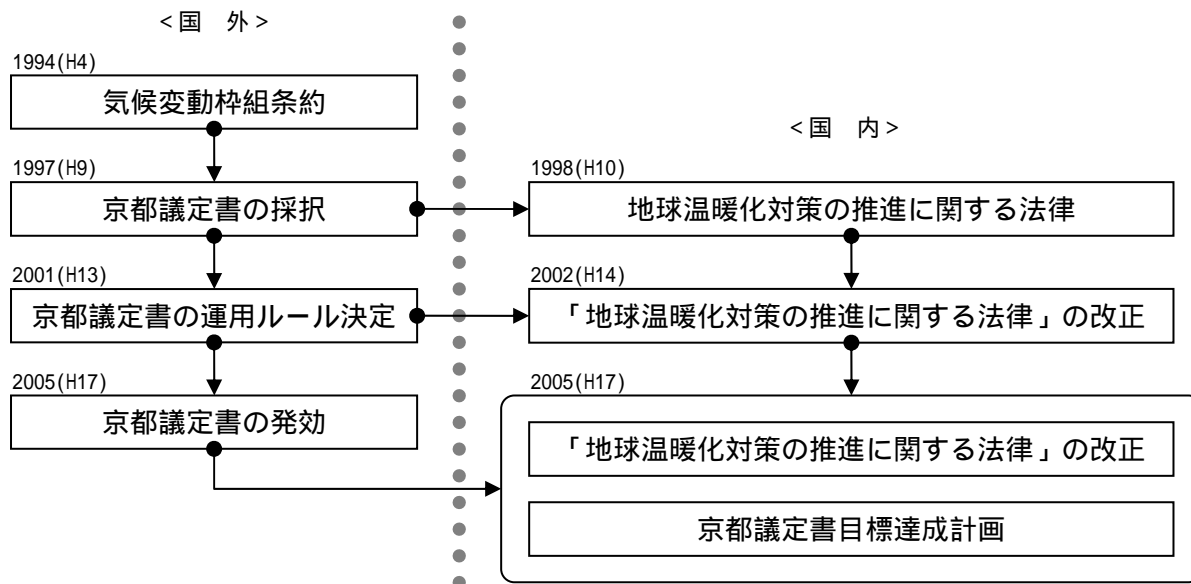 <国　外>
1994(H4)
気候変動枠組条約
1997(H9)
京都議定書の採択
2001(H13)
京都議定書の運用ルール決定
2005(H17)
京都議定書の発効
<国　内>
1998(H10)
地球温暖化対策の推進に関する法律
2002(H14)
「地球温暖化対策の推進に関する法律」の改正
2005(H17)
「地球温暖化対策の推進に関する法律」の改正
京都議定書目標達成計画